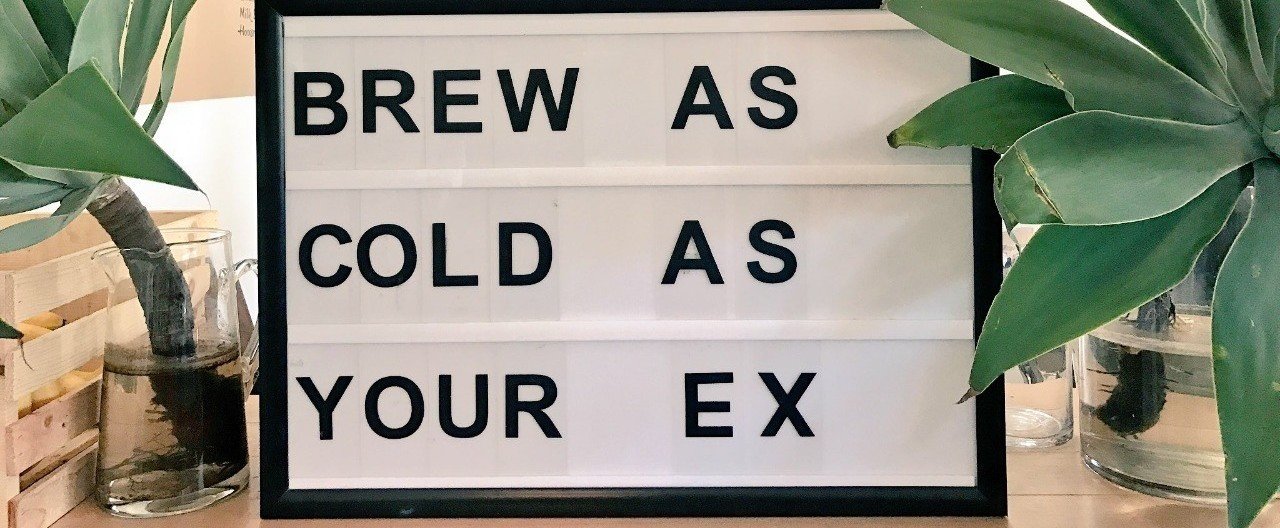 BREW AS
COLD AS
YOUR EX